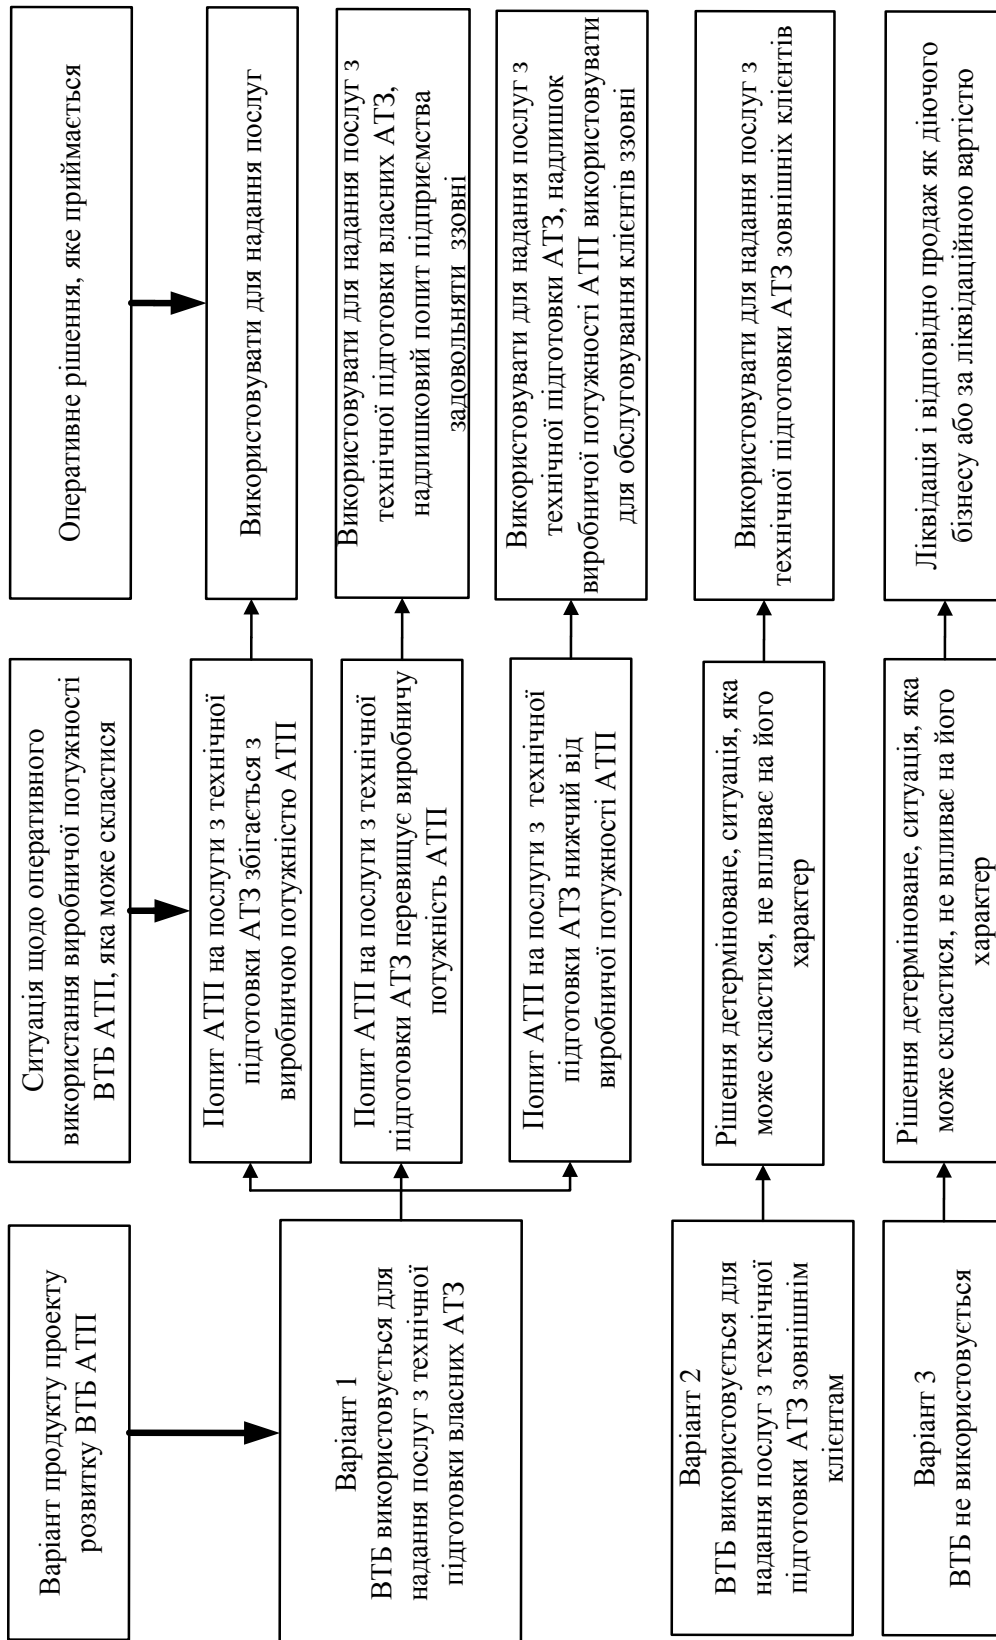 Варіант продукту проекту
розвитку ВТБ АТП
Ситуація щодо оперативного
використання виробничої потужності
ВТБ АТП, яка може скластися
Оперативне рішення, яке приймається
Варіант 1
ВТБ використовується для
надання послуг з технічної
підготовки власних АТЗ
Попит АТП на послуги з технічної
підготовки АТЗ збігається з
виробничою потужністю АТП
Використовувати для надання послуг
Попит АТП на послуги з технічної
підготовки АТЗ перевищує виробничу
потужність АТП
Використовувати для надання послуг з
технічної підготовки власних АТЗ,
надлишковий попит підприємства
задовольняти ззовні
Попит АТП на послуги з технічної
підготовки АТЗ нижчий від
виробничої потужності АТП
Використовувати для надання послуг з
технічної підготовки АТЗ, надлишок
виробничої потужності АТП використовувати
для обслуговування клієнтів ззовні
Варіант 2
ВТБ використовується для
надання послуг з технічної
підготовки АТЗ зовнішнім
клієнтам
Рішення детерміноване, ситуація, яка
може скластися, не впливає на його
характер
Використовувати для надання послуг з
технічної підготовки АТЗ зовнішніх клієнтів
Варіант 3
ВТБ не використовується
Рішення детерміноване, ситуація, яка
може скластися, не впливає на його
характер
Ліквідація і відповідно продаж як діючого
бізнесу або за ліквідаційною вартістю